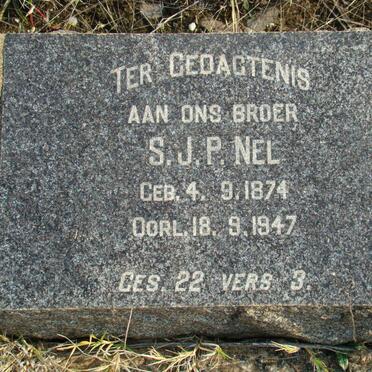 TER GEDAGTENIS
AAN ONS BROER
S.J.P. NEL
GEB. 4. 9. 1874
OORL. 18. 9. 1947
GES. 22 VERS 3.